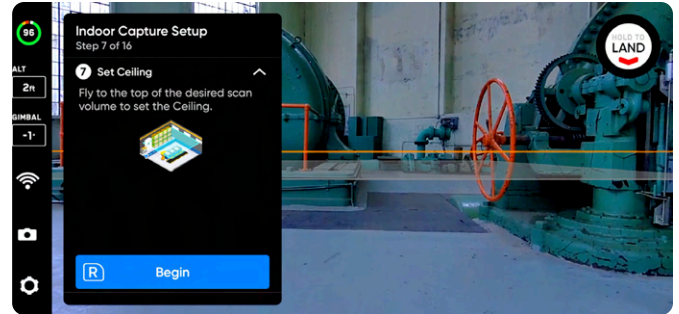 96
ALT
2ft
GIMBAL
-1°
Indoor Capture Setup
Step 7 of 16
7 Set Ceiling
Fly to the top of the desired scan
volume to set the Ceiling.
R Begin
HOLD TO
LAND